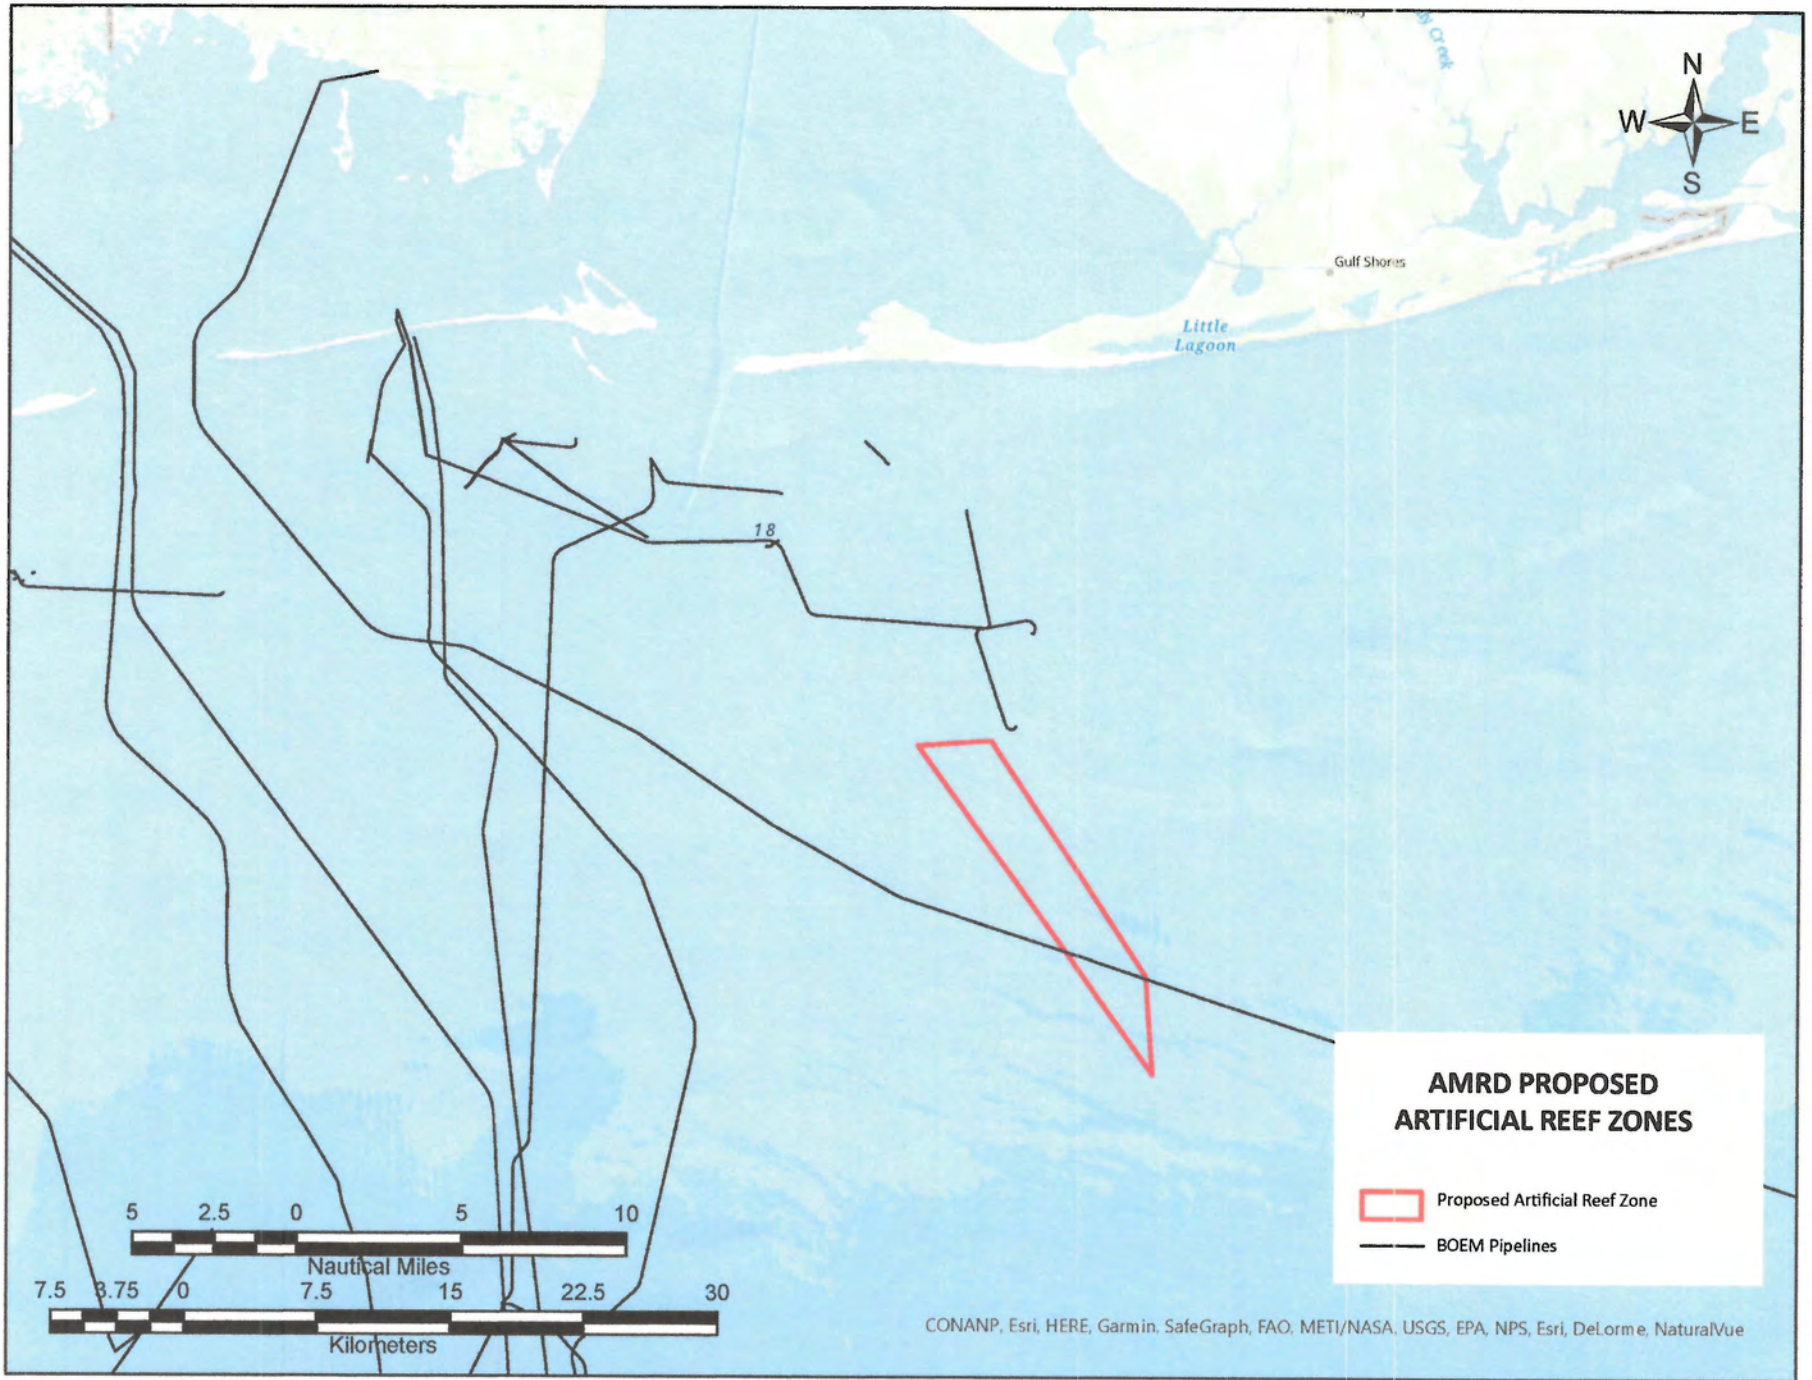 N
W E
S
Gulf Shores
Little
Lagoon
18
AMRD PROPOSED
ARTIFICIAL REEF ZONES
Proposed Artificial Reef Zone
BOEM Pipelines
5 2.5 0 5 10
Nautical Miles
7.5 3.75 0 7.5 15 22.5 30
Kilometers
CONANP, Esri, HERE, Garmin, SafeGraph, FAO, METI/NASA, USGS, EPA, NPS, Esri, DeLorme, NaturalVue